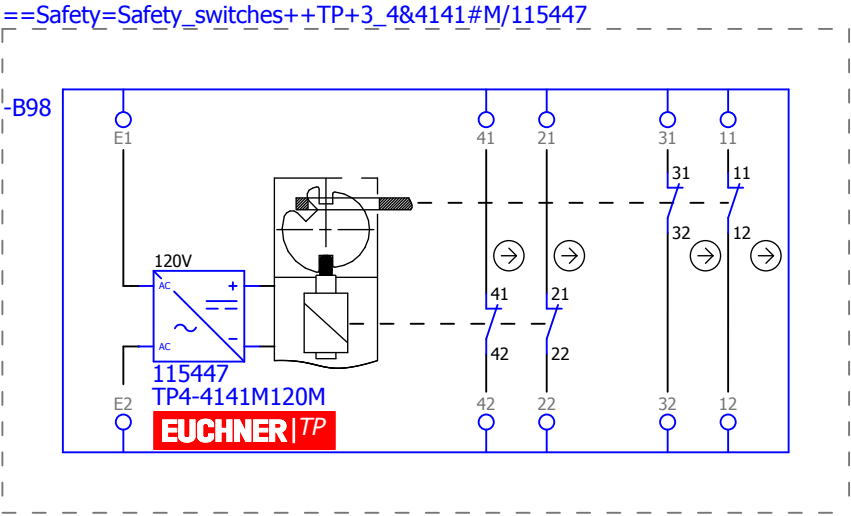 ==Safety=Safety_switches++TP+3_4&4141#M/115447
-B98
E1 41 21 31 11
31 11
32 12
120V
AC +
41 21
AC -
42 22
115447
TP4-4141M120M
E2 42 22 32 12
EUCHNER|TP